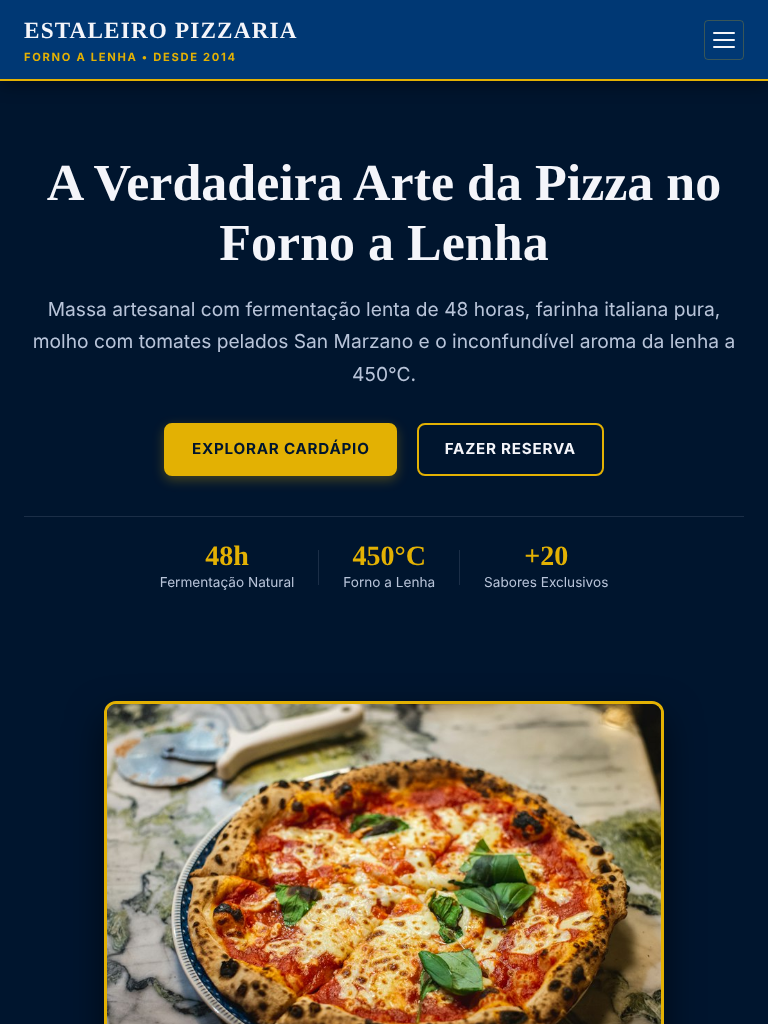 ESTALEIRO PIZZARIA
FORNO A LENHA • DESDE 2014
A Verdadeira Arte da Pizza no
Forno a Lenha
Massa artesanal com fermentação lenta de 48 horas, farinha italiana pura,
molho com tomates pelados San Marzano e o inconfundível aroma da lenha a
450°C.
EXPLORAR CARDÁPIO
FAZER RESERVA
48h
Fermentação Natural
450°C
Forno a Lenha
+20
Sabores Exclusivos